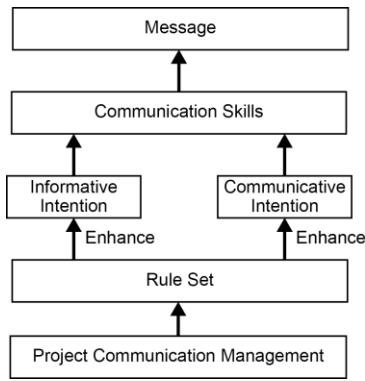 Message
Communication Skills
Informative
Intention
Communicative
Intention
Enhance
Enhance
Rule Set
Project Communication Management